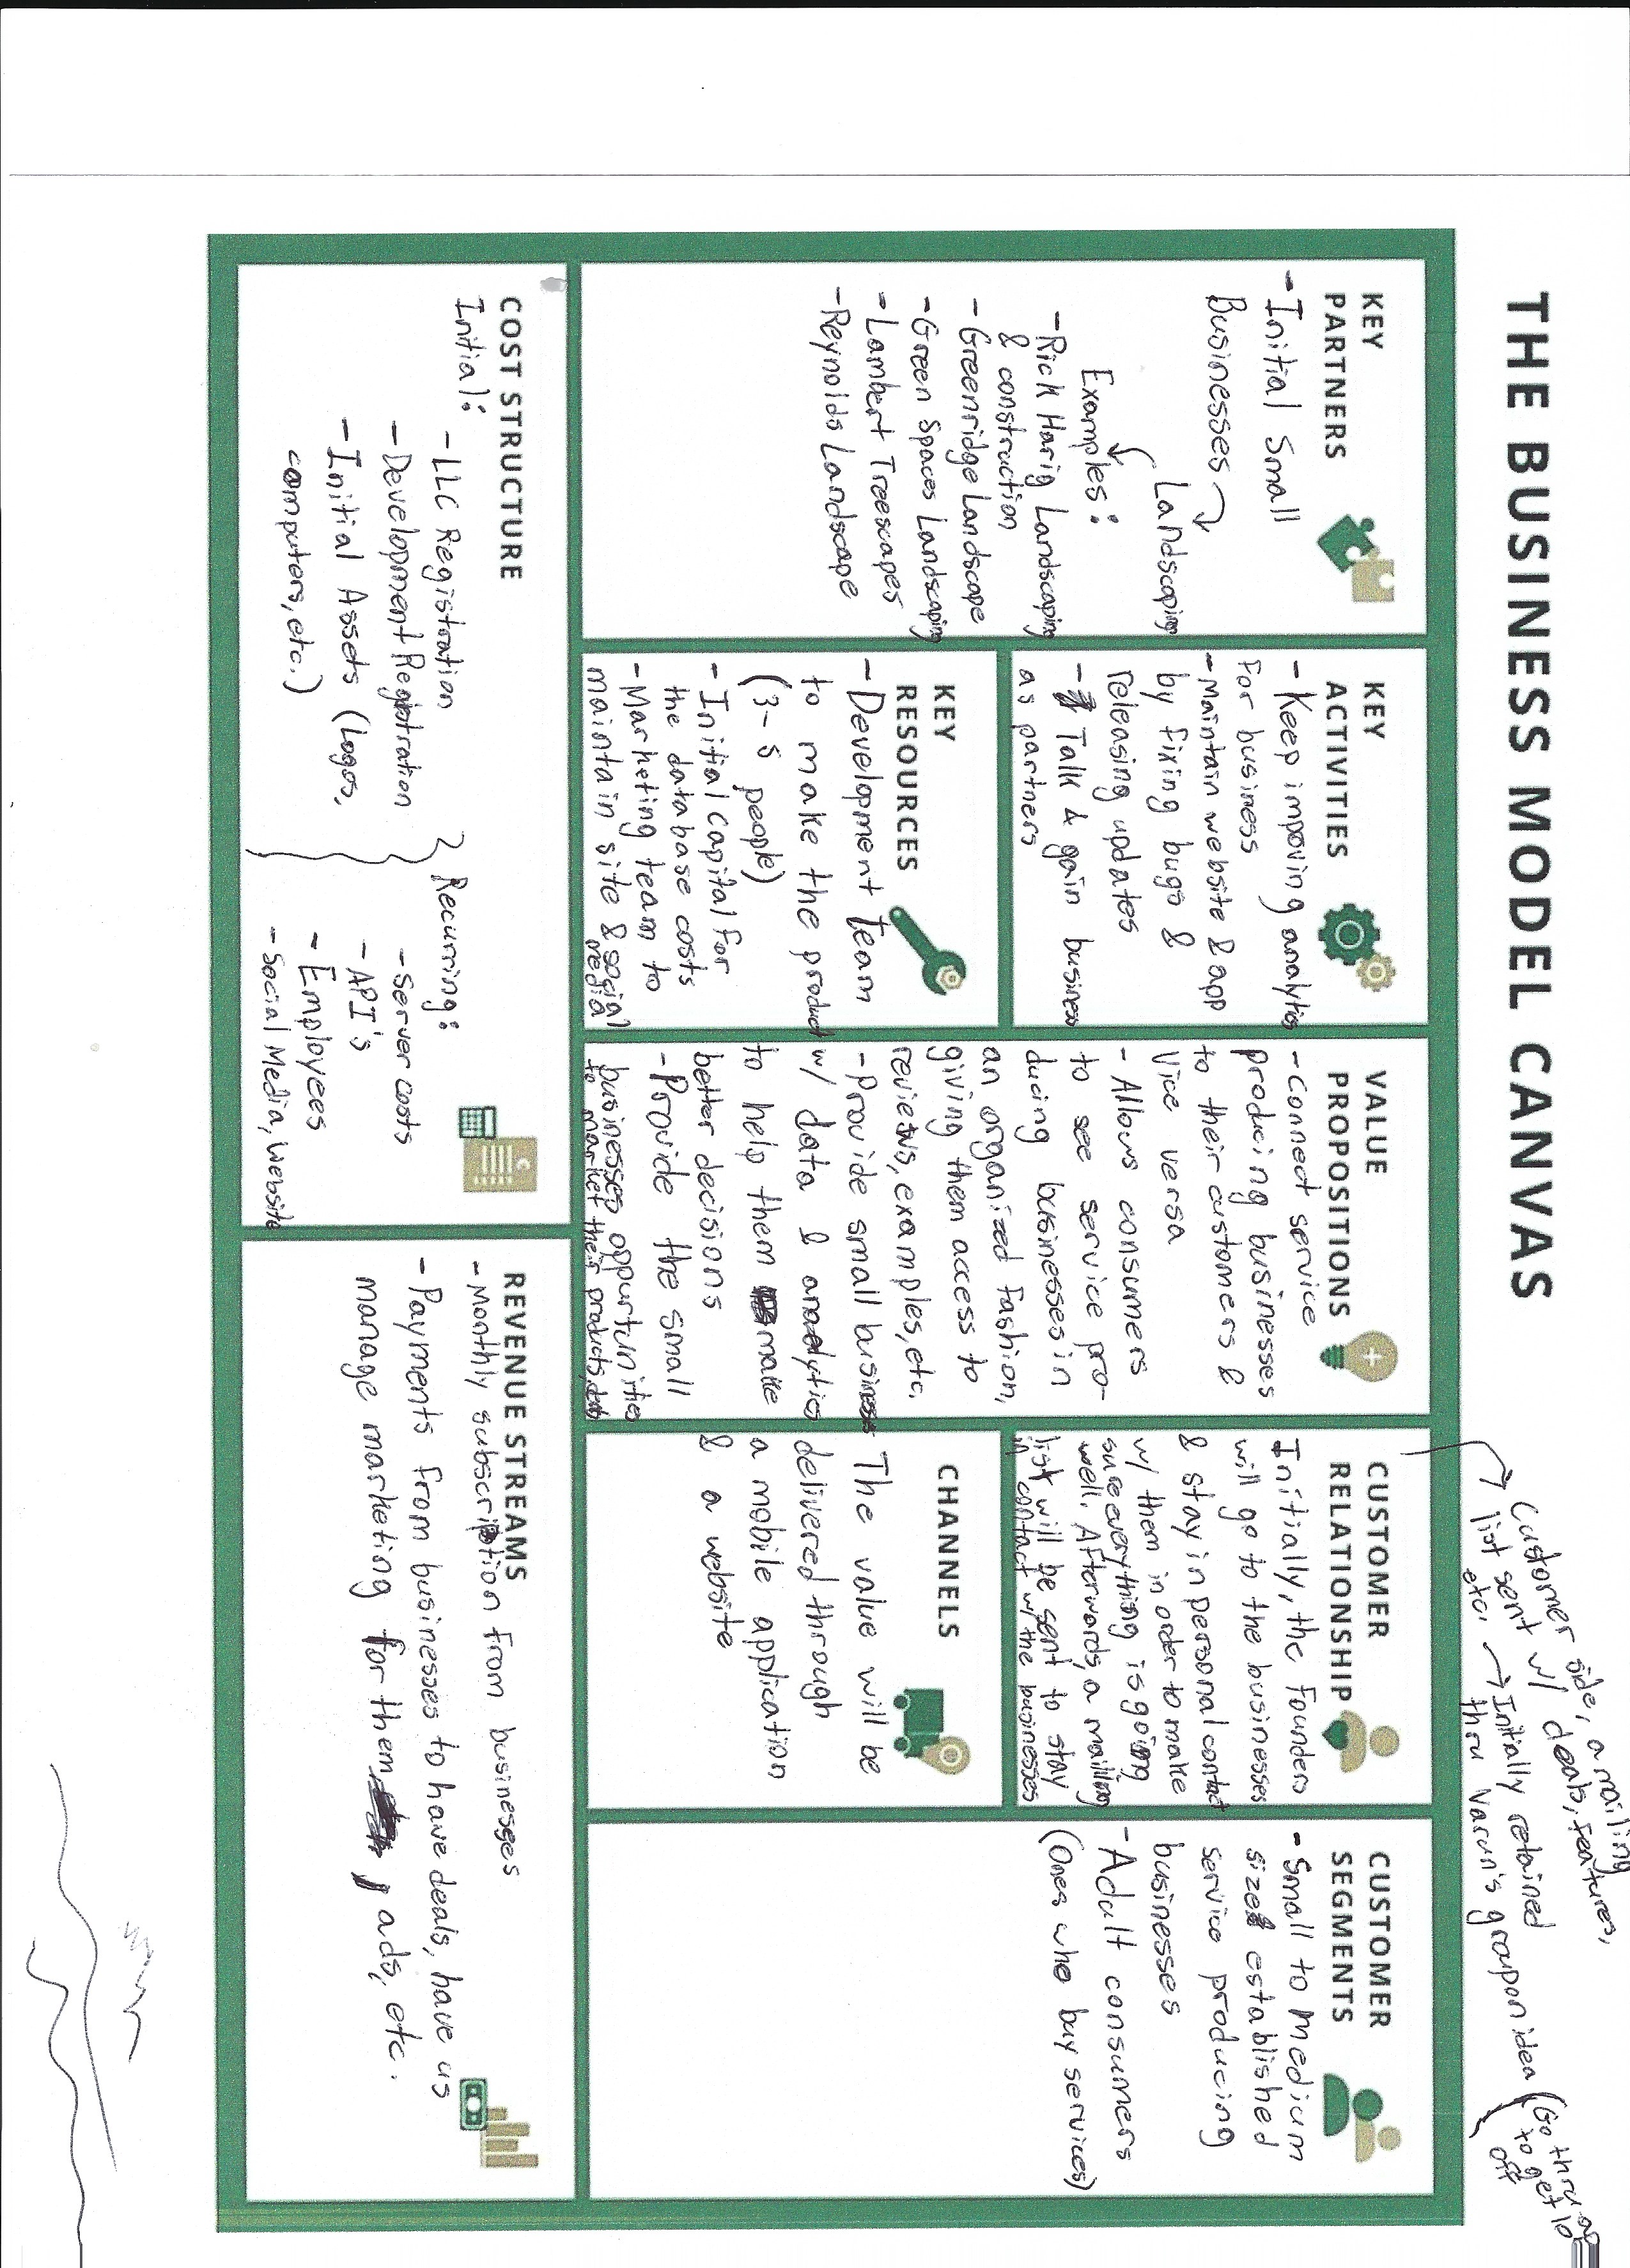 Customer side, a mailing
list sent w/ deals, features,
etc. → Initially retained
thru Varun's groupon idea
(Go thru
to get 10
off
THE BUSINESS MODEL CANVAS
KEY
PARTNERS
- Initial Small
Businesses
Landscaping
Examples:
- Rick Harig Landscaping
& construction
- Greenridge Landscape
- Green Spaces Landscaping
- Lambert Treescapes
- Reynolds Landscape
KEY
ACTIVITIES
- Keep impoving analytics
for business
- Maintain website & app
by fixing bugs &
releasing updates
- Talk & gain business
as partners
KEY
RESOURCES
- Development Team
to make the product
(3-5 people)
- Initial Capital for
the database costs
- Marketing team to
maintain site & social
media
VALUE
PROPOSITIONS
- Connect service
producing businesses
to their customers &
Vice versa
- Allows consumers
to see service pro-
ducing businesses in
an organized fashion,
giving them access to
reviews, examples, etc.
- Provide small business
w/ data & analytics
to help them make
better decisions
- Provide the small
businesses oppurtunities
to market their products,
CUSTOMER
RELATIONSHIP
Initially, the Founders
will go to the businesses
& stay in personal contact
w/ them in order to make
sure everything is going
well. Afterwards, a mailing
list will be sent to stay
in contact w/ the businesses
CHANNELS
The value will be
delivered through
a mobile application
& a website
CUSTOMER
SEGMENTS
- Small to medium
size established
service producing
businesses
- Adult consumers
(Ones who buy services)
COST STRUCTURE
Initial:
- LLC Registration
- Development Registration
- Initial Assets (Logos,
computers, etc.)
Recurring:
- Server costs
- API's
- Employees
- Social Media, Website
REVENUE STREAMS
- Monthly subscription from businesses
- Payments from businesses to have deals, have us
manage marketing for them, ads, etc.